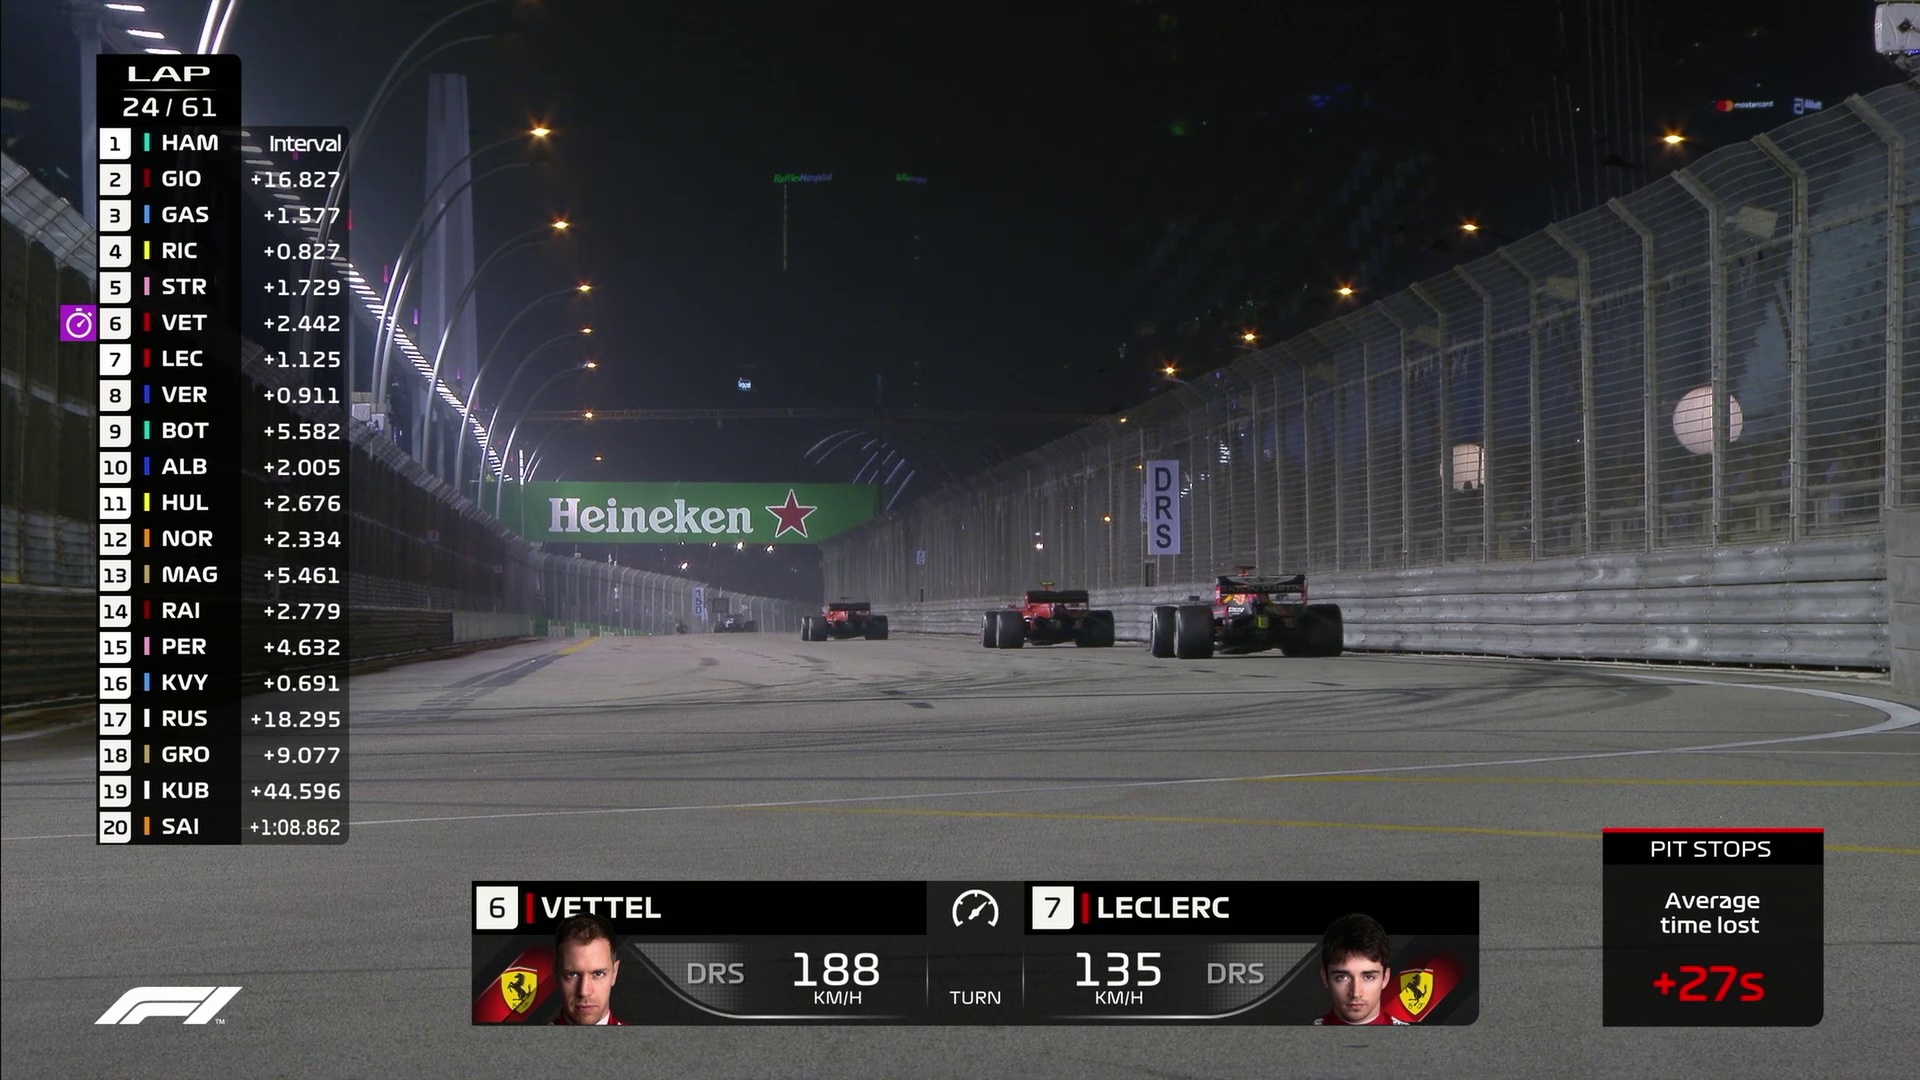 LAP
24 / 61
1 HAM Interval
2 GIO +16.827
3 GAS +1.577
4 RIC +0.827
5 STR +1.729
6 VET +2.442
7 LEC +1.125
8 VER +0.911
9 BOT +5.582
10 ALB +2.005
11 HUL +2.676
12 NOR +2.334
13 MAG +5.461
14 RAI +2.779
15 PER +4.632
16 KVY +0.691
17 RUS +18.295
18 GRO +9.077
19 KUB +44.596
20 SAI +1:08.862
mastercard
RafflesHospital
Heineken
DRS
6 VETTEL
7 LECLERC
DRS 188 135 DRS
KM/H TURN KM/H
PIT STOPS
Average
time lost
+27s
F1 TM